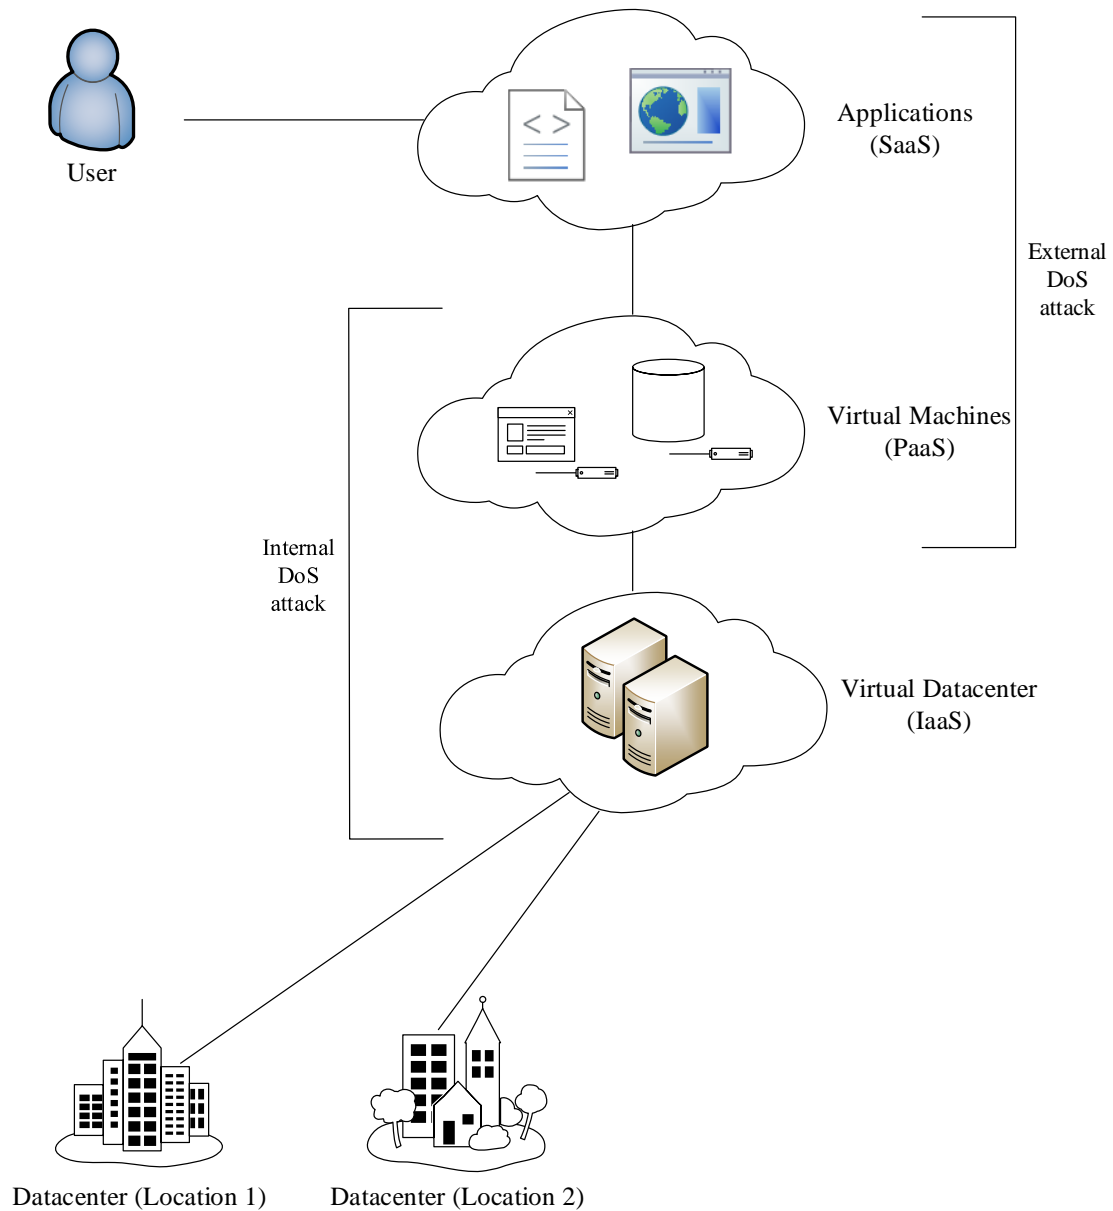 User
Applications
(SaaS)
External
DoS
attack
Virtual Machines
(PaaS)
Internal
DoS
attack
Virtual Datacenter
(IaaS)
Datacenter (Location 1)
Datacenter (Location 2)